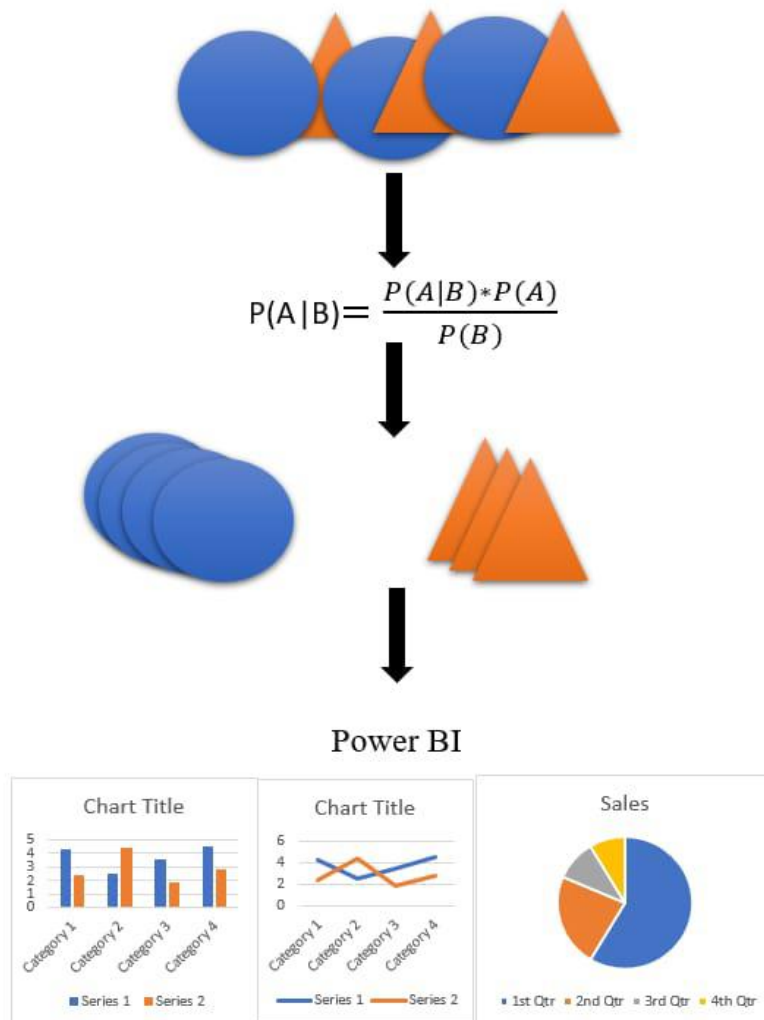 P(A|B)= P(A|B)*P(A)
P(B)
Power BI
Chart Title
5
4
3
2
1
0
Category 1
Category 2
Category 3
Category 4
Series 1
Series 2
Chart Title
6
4
2
0
Category 1
Category 2
Category 3
Category 4
Series 1
Series 2
Sales
1st Qtr
2nd Qtr
3rd Qtr
4th Qtr